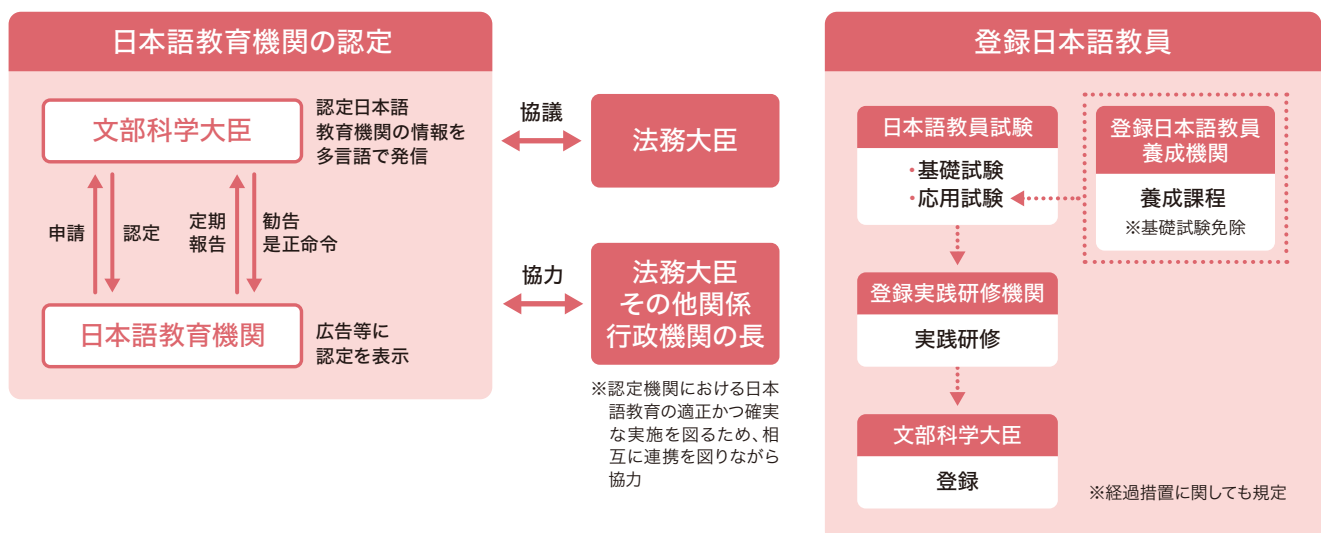 日本語教育機関の認定
文部科学大臣
認定日本語
教育機関の情報を
多言語で発信
申請
認定
定期
報告
勧告
是正命令
日本語教育機関
広告等に
認定を表示
協議
法務大臣
協力
法務大臣
その他関係
行政機関の長
※認定機関における日本
語教育の適正かつ確実
な実施を図るため、相
互に連携を図りながら
協力
登録日本語教員
日本語教員試験
・基礎試験
・応用試験
登録日本語教員
養成機関
養成課程
※基礎試験免除
登録実践研修機関
実践研修
文部科学大臣
登録
※経過措置に関しても規定